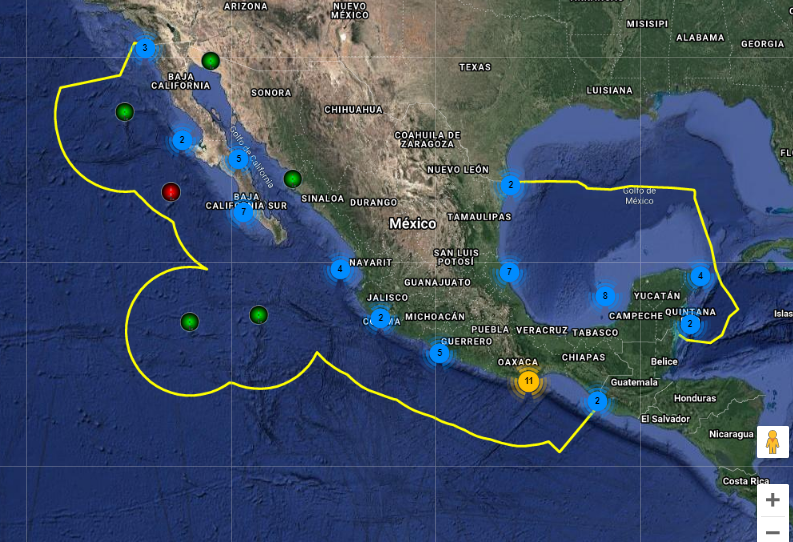 ARIZONA
NUEVO
MÉXICO
MISISIPI
ALABAMA
GEORGIA
TEXAS
LUISIANA
3
BAJA
CALIFORNIA
SONORA
CHIHUAHUA
COAHUILA DE
ZARAGOZA
2
Golfo de California
5
NUEVO LEÓN
2
Golfo de
México
BAJA
CALIFORNIA SUR
7
SINALOA
DURANGO
México
TAMAULIPAS
4
NAYARIT
SAN LUIS
POTOSÍ
7
GUANAJUATO
4
8
YUCATÁN
JALISCO
2
MICHOACÁN
CAMPECHE
QUINTANA
2
Islas
PUEBLA
VERACRUZ
TABASCO
GUERRERO
5
OAXACA
CHIAPAS
Belice
11
Guatemala
2
Honduras
El Salvador
Nicaragua
Costa Rica